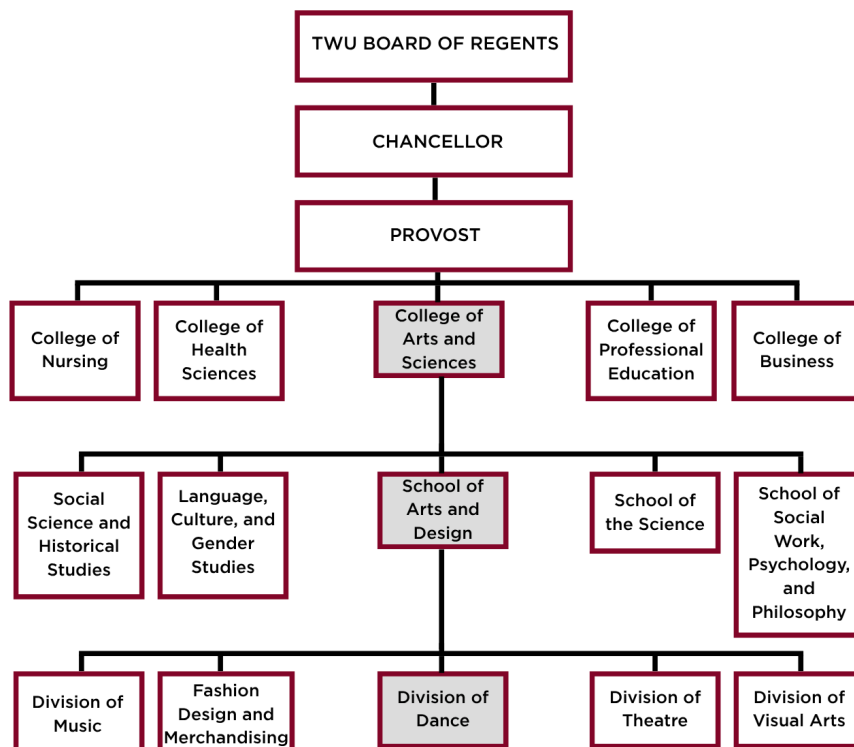 TWU BOARD OF REGENTS
CHANCELLOR
PROVOST
College of
Nursing
College of
Health
Sciences
College of
Arts and
Sciences
College of
Professional
Education
College of
Business
Social
Science and
Historical
Studies
Language,
Culture, and
Gender
Studies
School of
Arts and
Design
School of
the Science
School of
Social
Work,
Psychology,
and
Philosophy
Division of
Music
Fashion
Design and
Merchandising
Division of
Dance
Division of
Theatre
Division of
Visual Arts